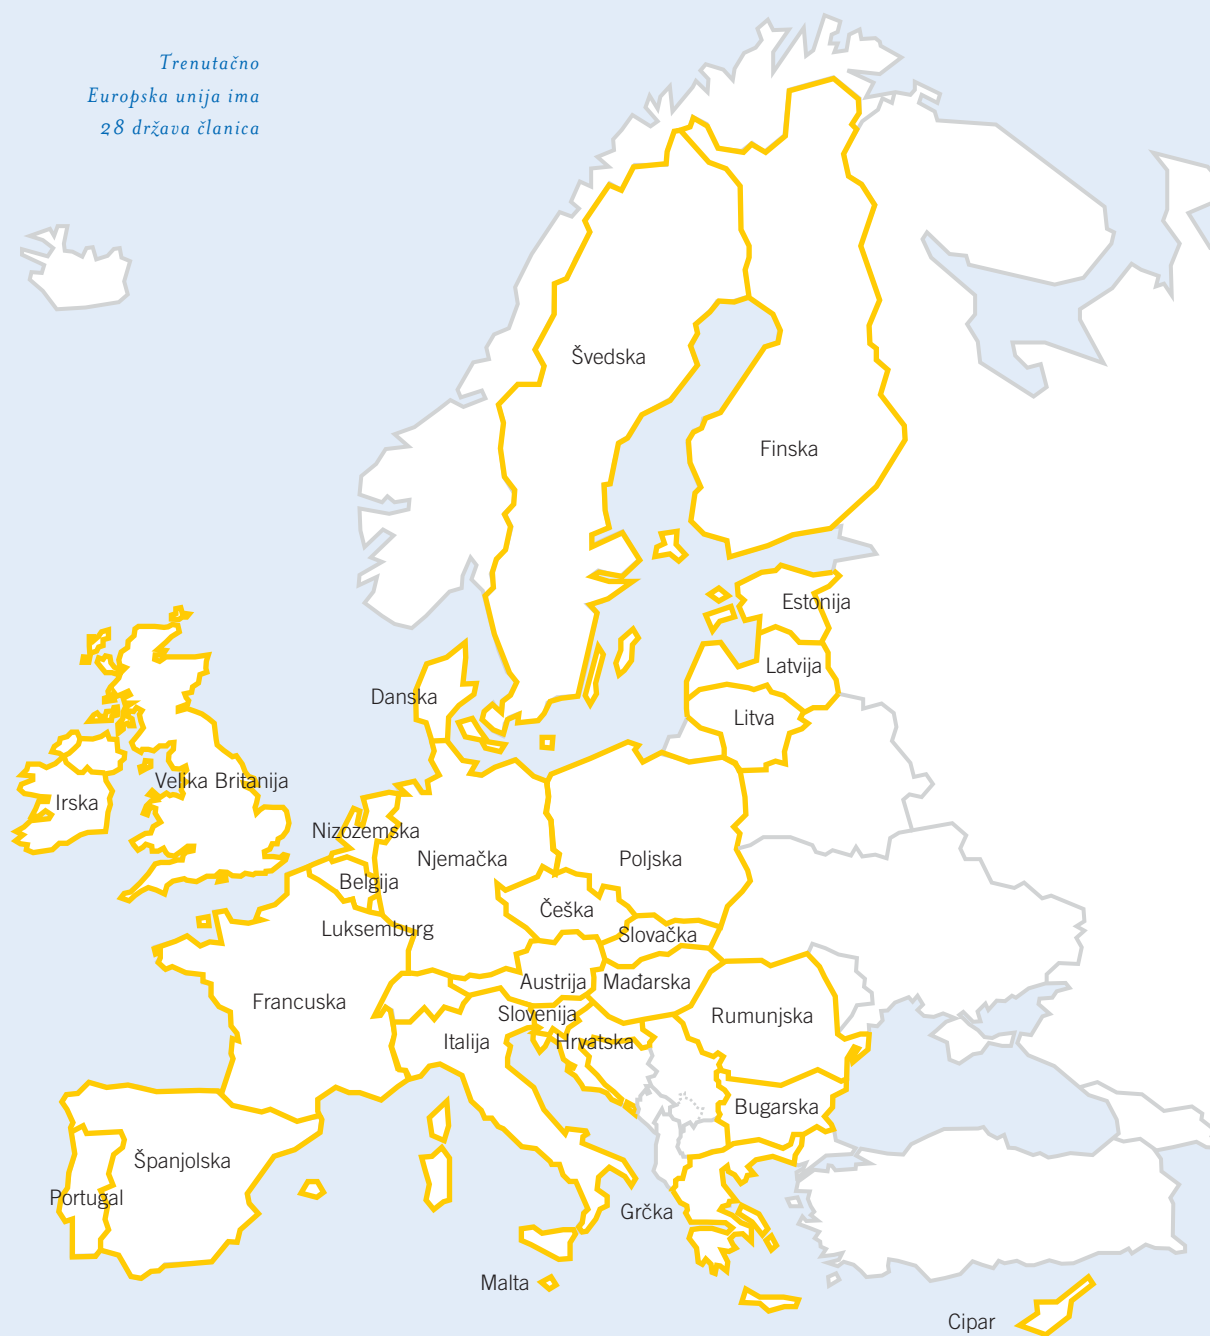 Trenutačno
Europska unija ima
28 država članica
Švedska
Finska
Estonija
Latvija
Danska
Litva
Velika Britanija
Irska
Nizozemska
Njemačka
Poljska
Belgija
Češka
Luksemburg
Slovačka
Austrija
Mađarska
Francuska
Slovenija
Rumunjska
Italija
Hrvatska
Bugarska
Španjolska
Portugal
Grčka
Malta
Cipar